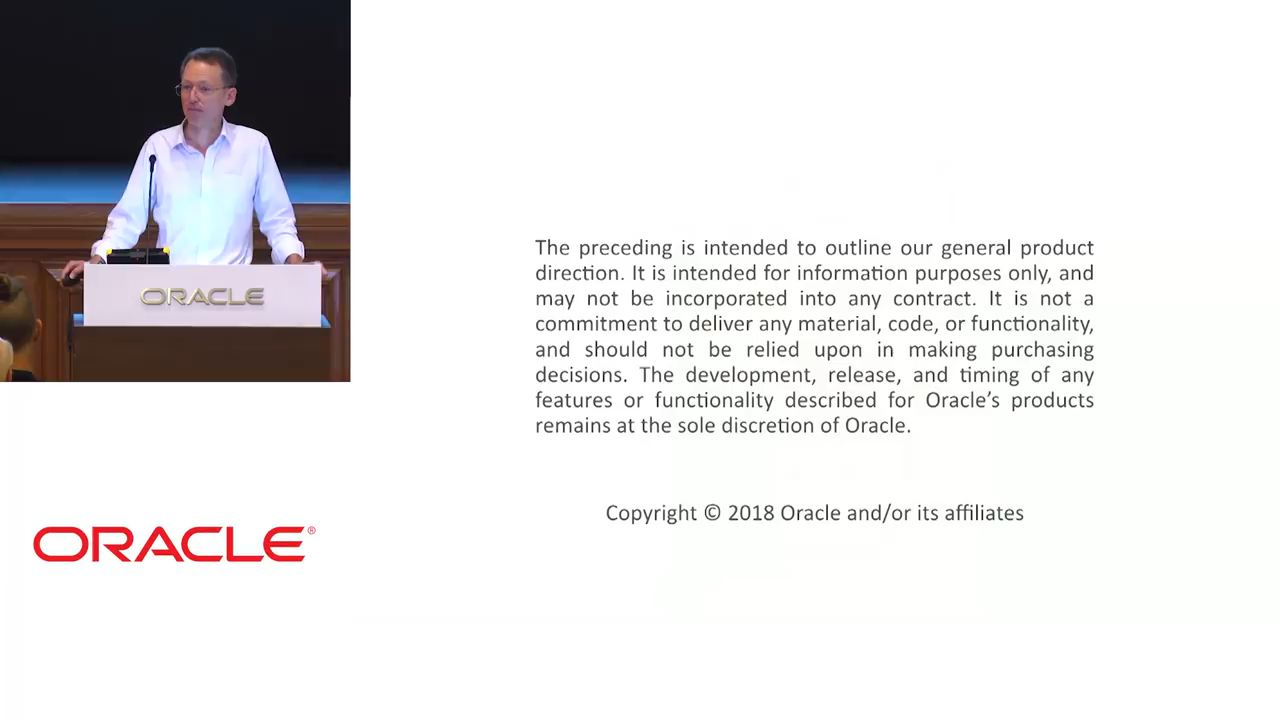 ORACLE
The preceding is intended to outline our general product
direction. It is intended for information purposes only, and
may not be incorporated into any contract. It is not a
commitment to deliver any material, code, or functionality,
and should not be relied upon in making purchasing
decisions. The development, release, and timing of any
features or functionality described for Oracle’s products
remains at the sole discretion of Oracle.
Copyright © 2018 Oracle and/or its affiliates
ORACLE®